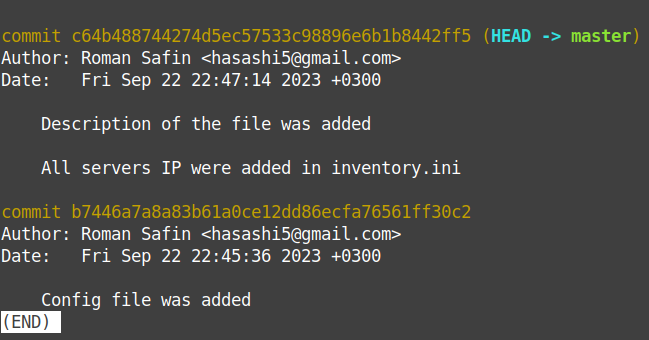 commit c64b488744274d5ec57533c98896e6b1b8442ff5 (HEAD -> master)
Author: Roman Safin <hasashi5@gmail.com>
Date:   Fri Sep 22 22:47:14 2023 +0300
Description of the file was added
All servers IP were added in inventory.ini
commit b7446a7a8a83b61a0ce12dd86ecfa76561ff30c2
Author: Roman Safin <hasashi5@gmail.com>
Date:   Fri Sep 22 22:45:36 2023 +0300
Config file was added
(END)